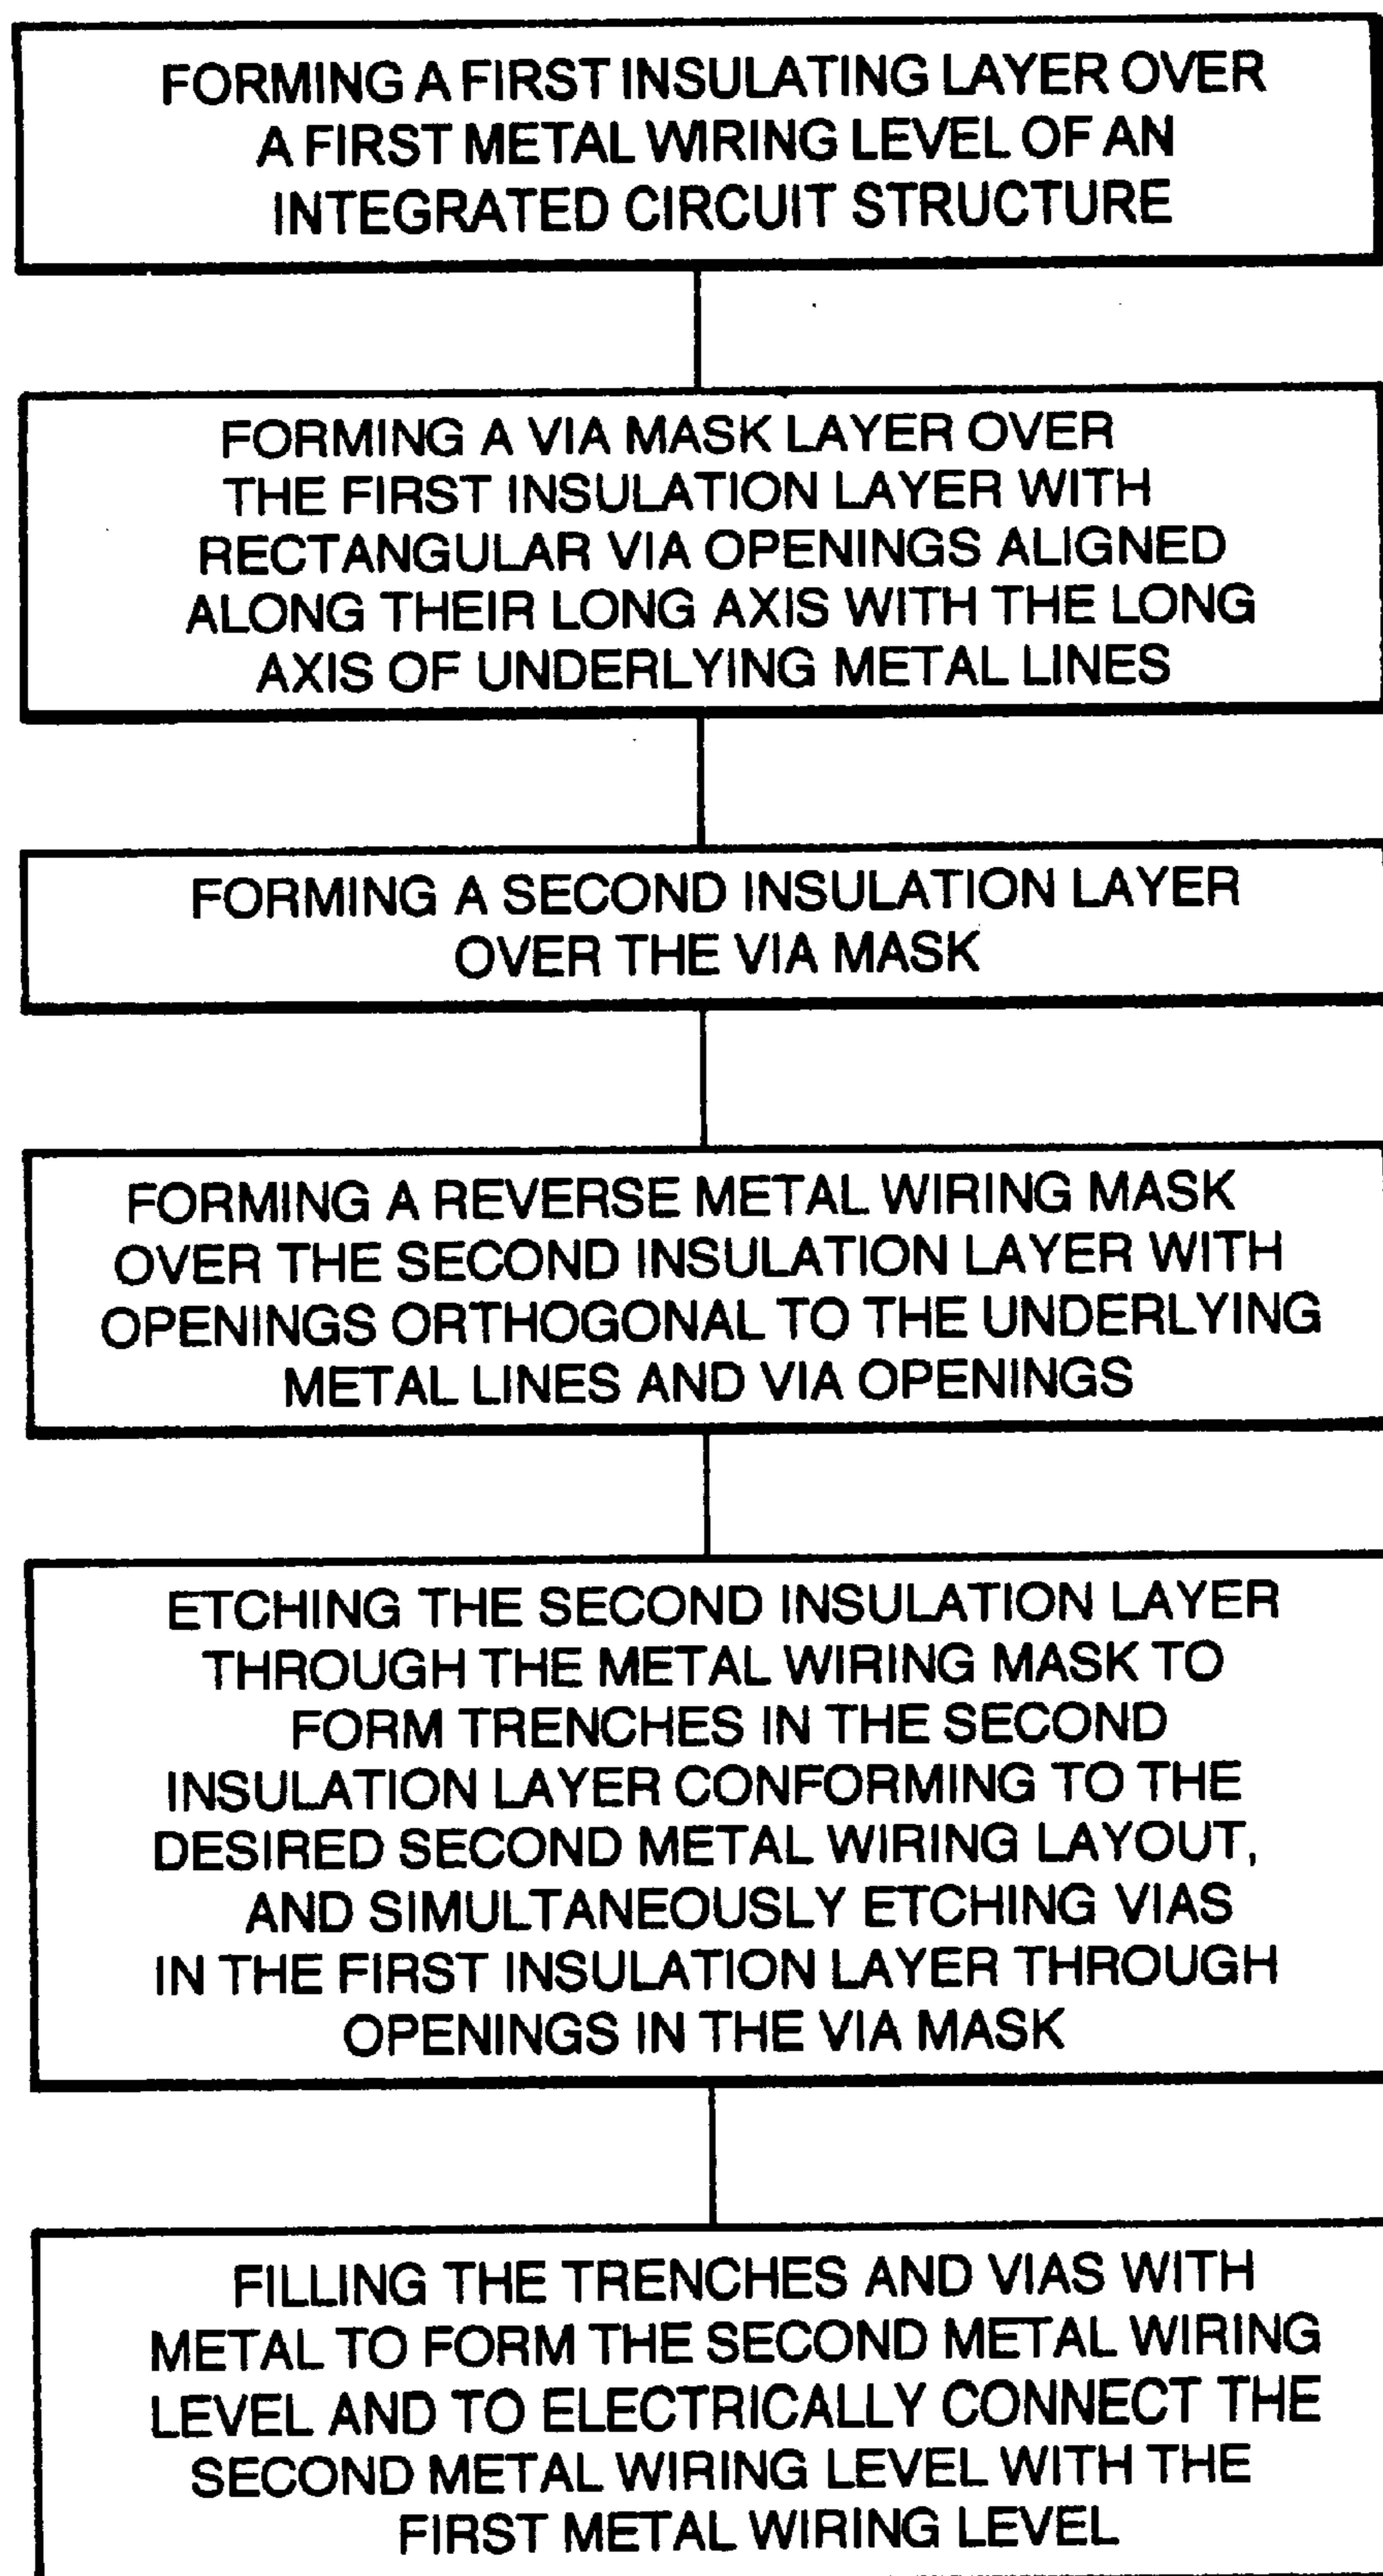 FORMING A FIRST INSULATING LAYER OVER
A FIRST METAL WIRING LEVEL OF AN
INTEGRATED CIRCUIT STRUCTURE
FORMING A VIA MASK LAYER OVER
THE FIRST INSULATION LAYER WITH
RECTANGULAR VIA OPENINGS ALIGNED
ALONG THEIR LONG AXIS WITH THE LONG
AXIS OF UNDERLYING METAL LINES
FORMING A SECOND INSULATION LAYER
OVER THE VIA MASK
FORMING A REVERSE METAL WIRING MASK
OVER THE SECOND INSULATION LAYER WITH
OPENINGS ORTHOGONAL TO THE UNDERLYING
METAL LINES AND VIA OPENINGS
ETCHING THE SECOND INSULATION LAYER
THROUGH THE METAL WIRING MASK TO
FORM TRENCHES IN THE SECOND
INSULATION LAYER CONFORMING TO THE
DESIRED SECOND METAL WIRING LAYOUT,
AND SIMULTANEOUSLY ETCHING VIAS
IN THE FIRST INSULATION LAYER THROUGH
OPENINGS IN THE VIA MASK
FILLING THE TRENCHES AND VIAS WITH
METAL TO FORM THE SECOND METAL WIRING
LEVEL AND TO ELECTRICALLY CONNECT THE
SECOND METAL WIRING LEVEL WITH THE
FIRST METAL WIRING LEVEL